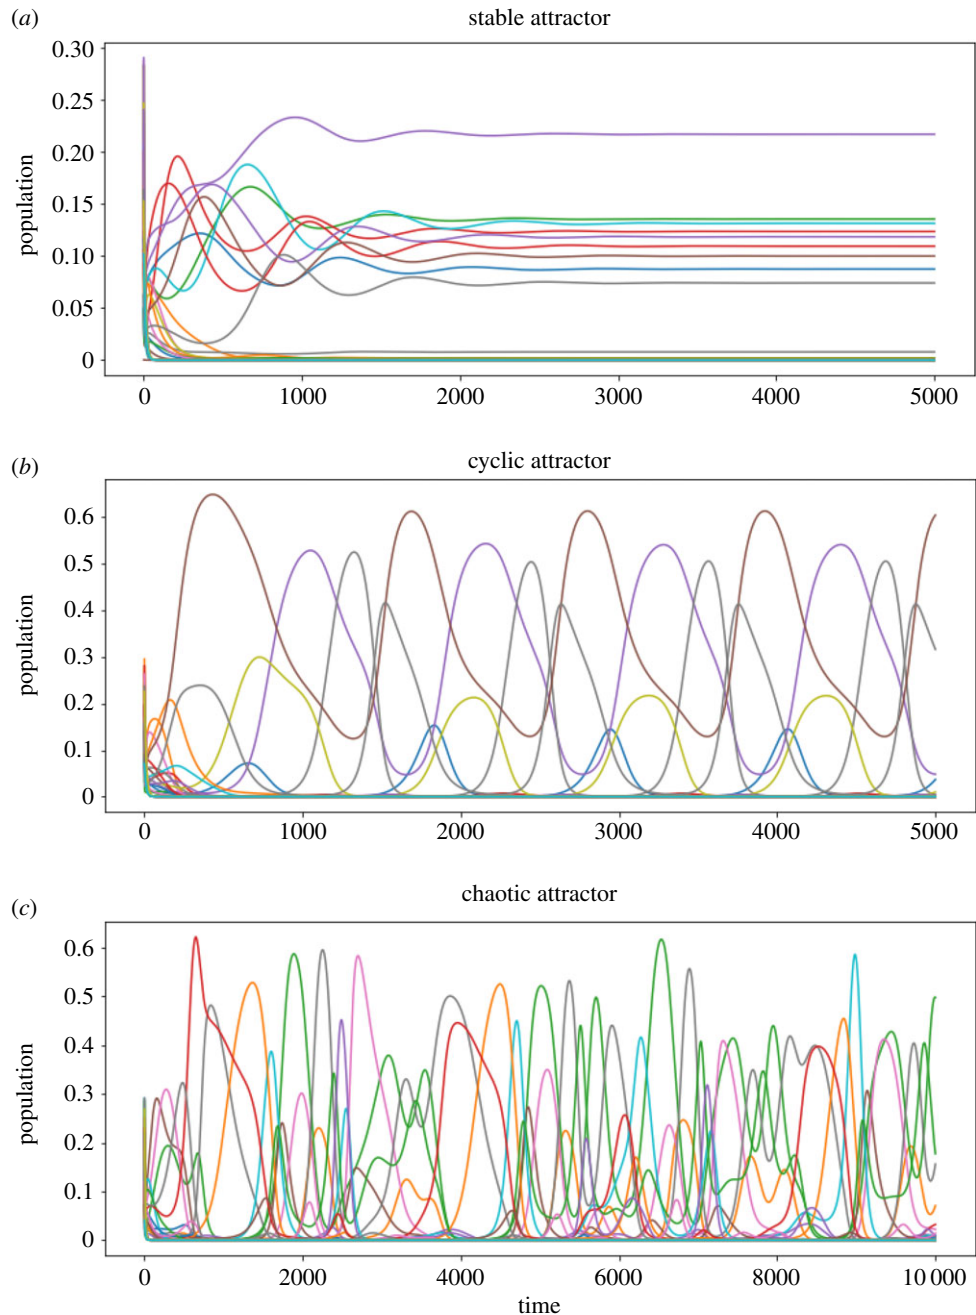 (a)
stable attractor
0.30
0.25
0.20
0.15
0.10
0.05
0
population
0 1000 2000 3000 4000 5000
(b)
cyclic attractor
0.6
0.5
0.4
0.3
0.2
0.1
0
population
0 1000 2000 3000 4000 5000
(c)
chaotic attractor
0.6
0.5
0.4
0.3
0.2
0.1
0
population
0 2000 4000 6000 8000 10 000
time